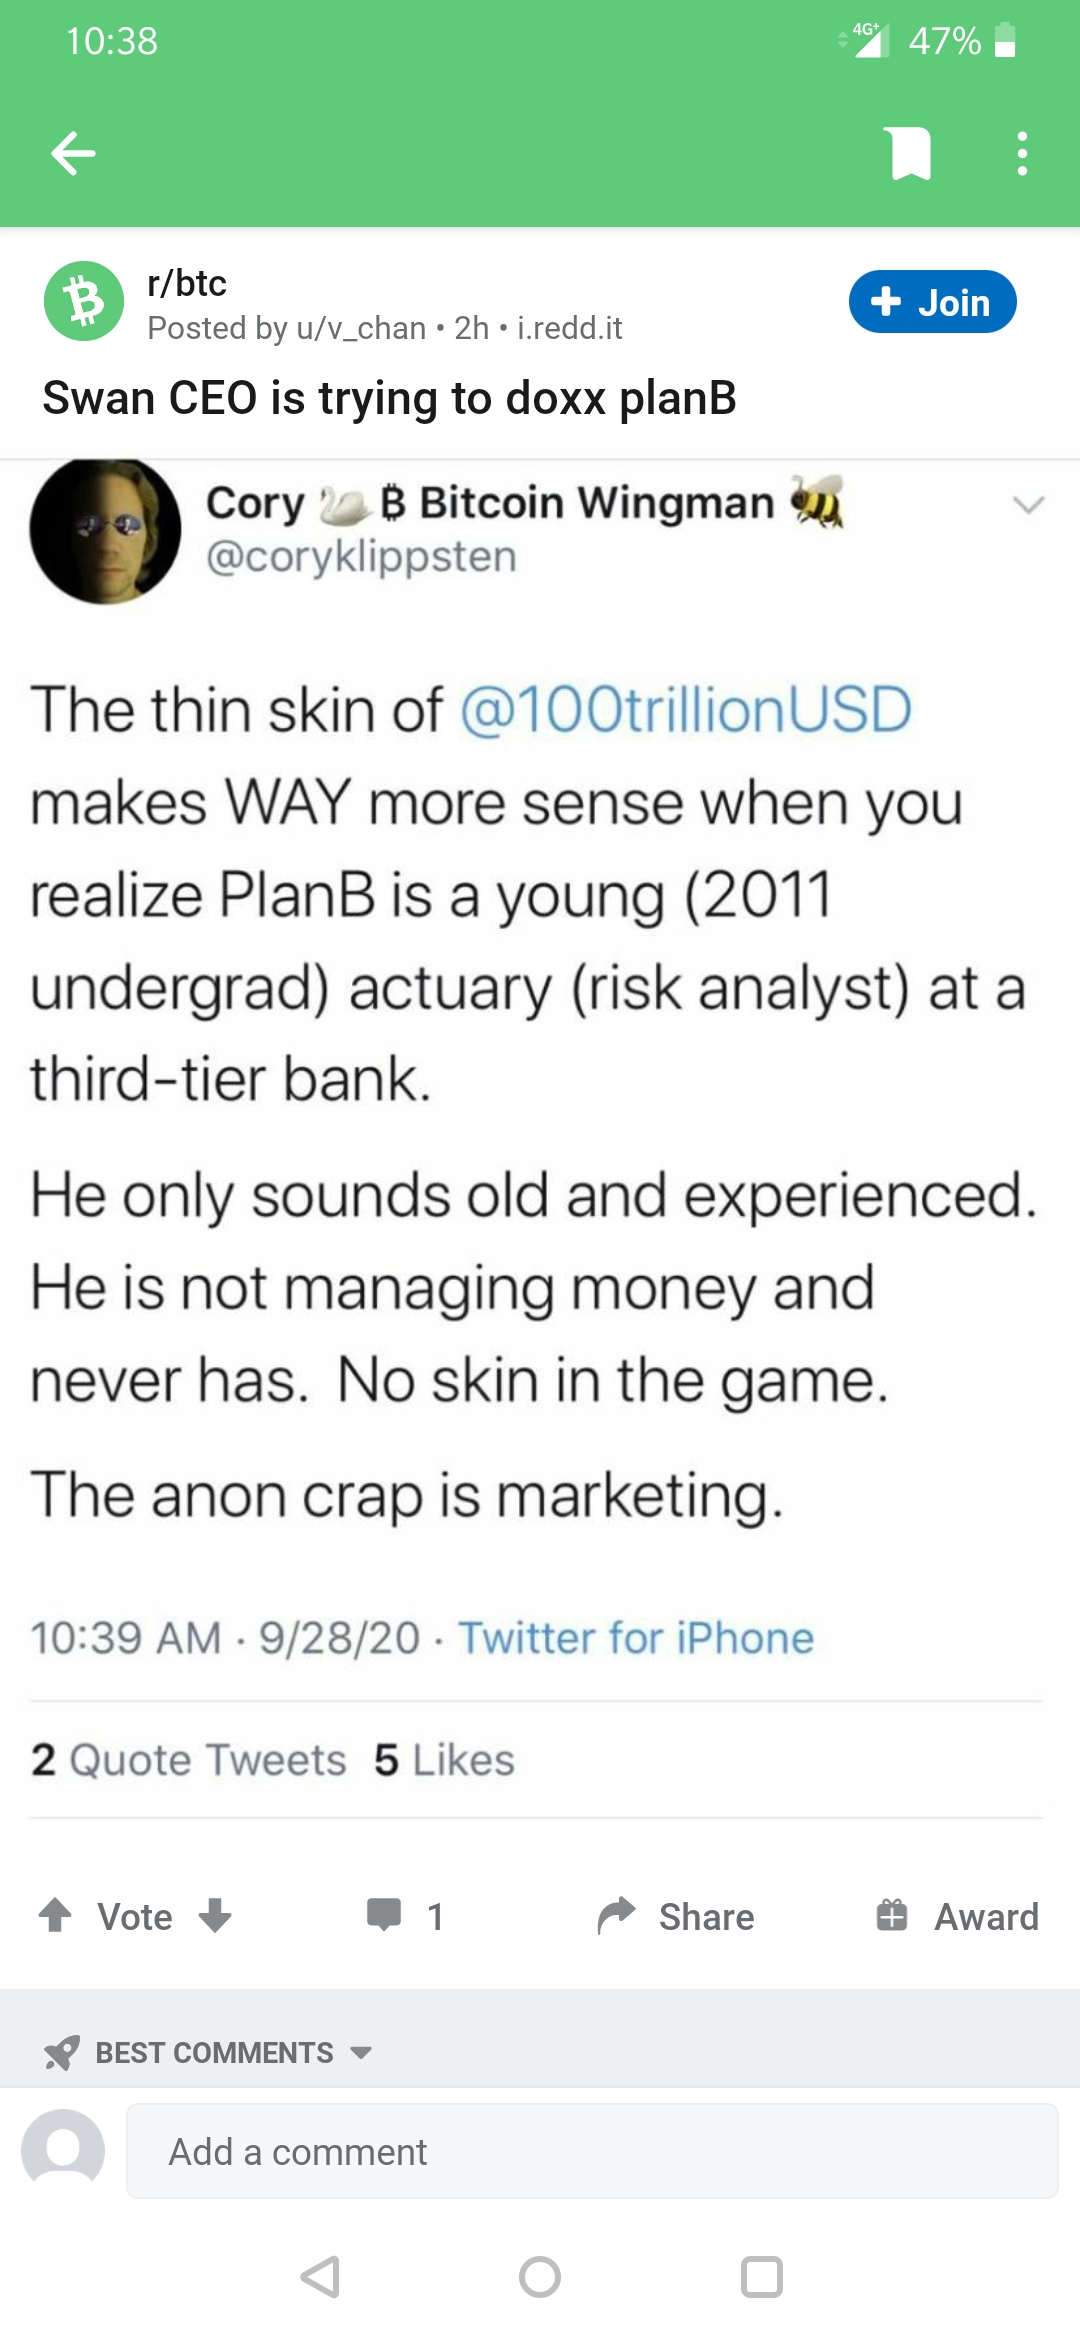 10:38
4G+ 47%
r/btc
Posted by u/v_chan • 2h • i.redd.it
+ Join
Swan CEO is trying to doxx planB
Cory 🦢 ₿ Bitcoin Wingman 🐝
@coryklippsten
The thin skin of @100trillionUSD
makes WAY more sense when you
realize PlanB is a young (2011
undergrad) actuary (risk analyst) at a
third-tier bank.
He only sounds old and experienced.
He is not managing money and
never has.  No skin in the game.
The anon crap is marketing.
10:39 AM · 9/28/20 · Twitter for iPhone
2 Quote Tweets 5 Likes
Vote 1 Share Award
BEST COMMENTS
Add a comment